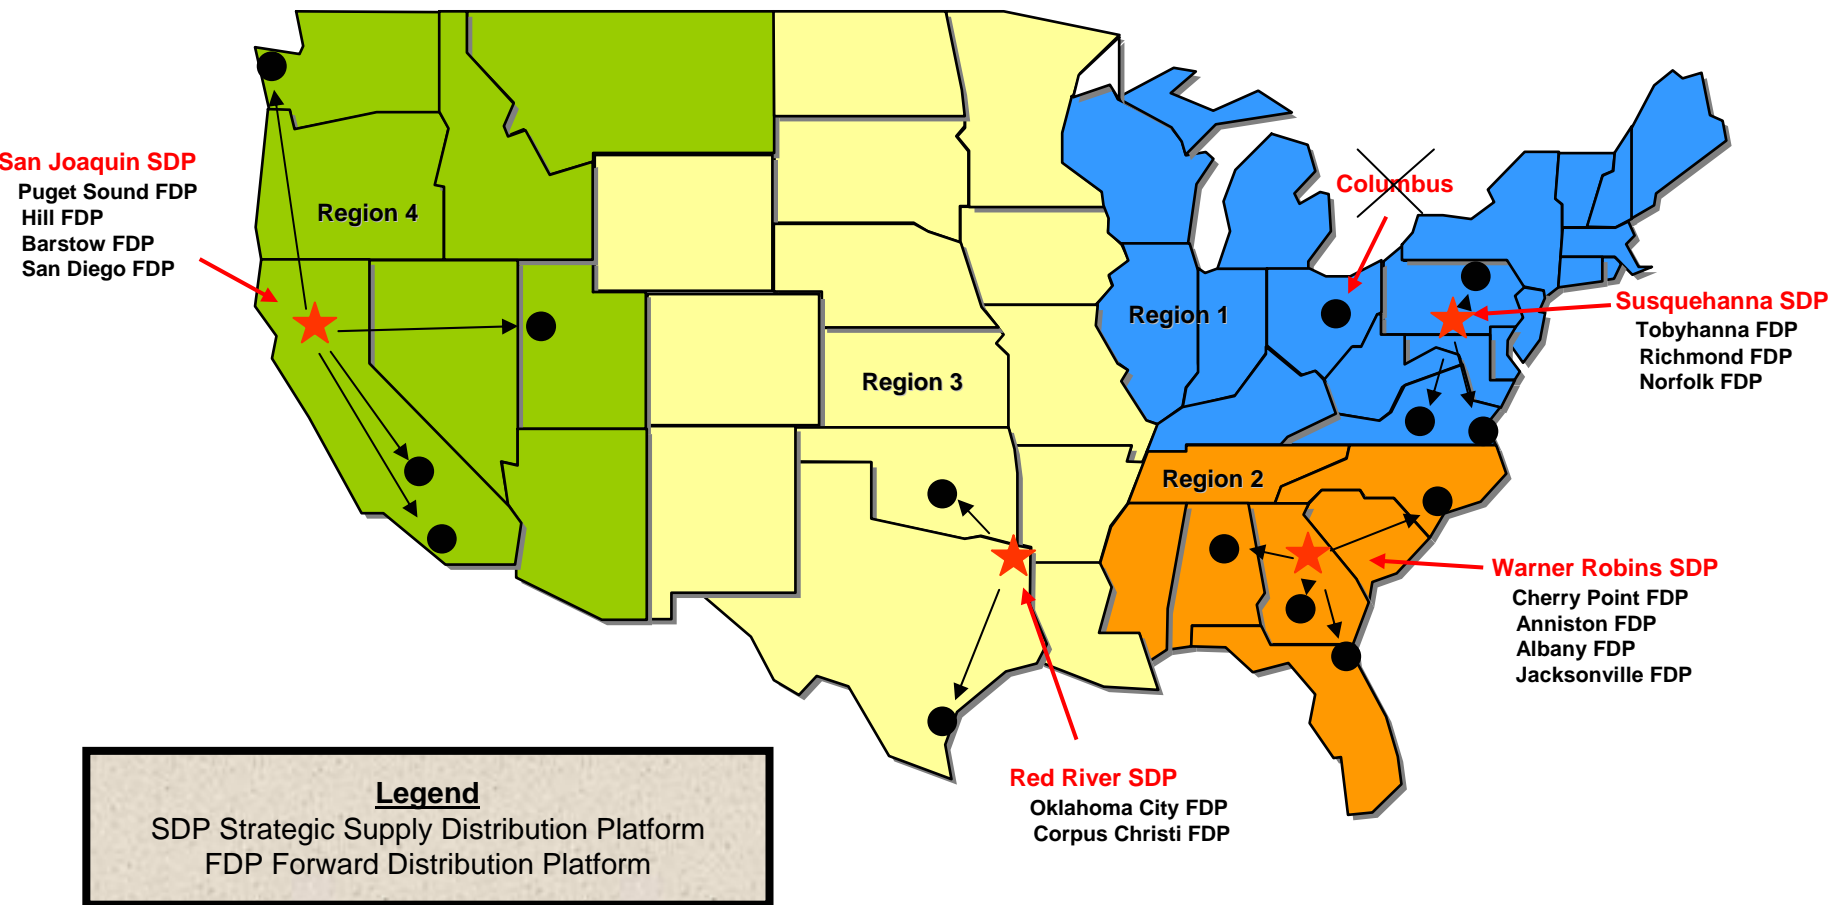 San Joaquin SDP
Puget Sound FDP
Hill FDP
Barstow FDP
San Diego FDP
Region 4
Region 3
Region 1
Region 2
Columbus
Susquehanna SDP
Tobyhanna FDP
Richmond FDP
Norfolk FDP
Warner Robins SDP
Cherry Point FDP
Anniston FDP
Albany FDP
Jacksonville FDP
Red River SDP
Oklahoma City FDP
Corpus Christi FDP
Legend
SDP Strategic Supply Distribution Platform
FDP Forward Distribution Platform